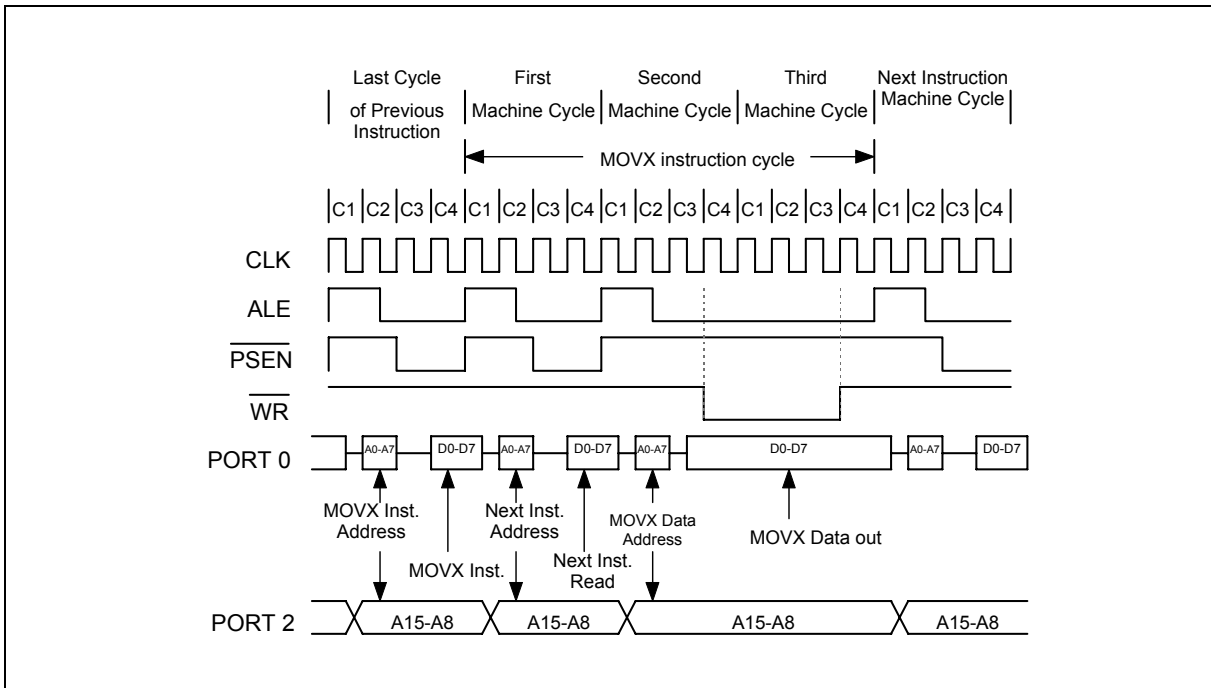 Last Cycle of Previous Instruction
First Machine Cycle
Second Machine Cycle
Third Machine Cycle
Next Instruction Machine Cycle
MOVX instruction cycle
C1 C2 C3 C4 C1 C2 C3 C4 C1 C2 C3 C4 C1 C2 C3 C4 C1 C2 C3 C4
CLK
ALE
PSEN
WR
PORT 0
A0-A7 D0-D7 A0-A7 D0-D7 A0-A7 D0-D7 A0-A7 D0-D7
MOVX Inst. Address
MOVX Inst.
Next Inst. Address
Next Inst. Read
MOVX Data Address
MOVX Data out
PORT 2
A15-A8 A15-A8 A15-A8 A15-A8